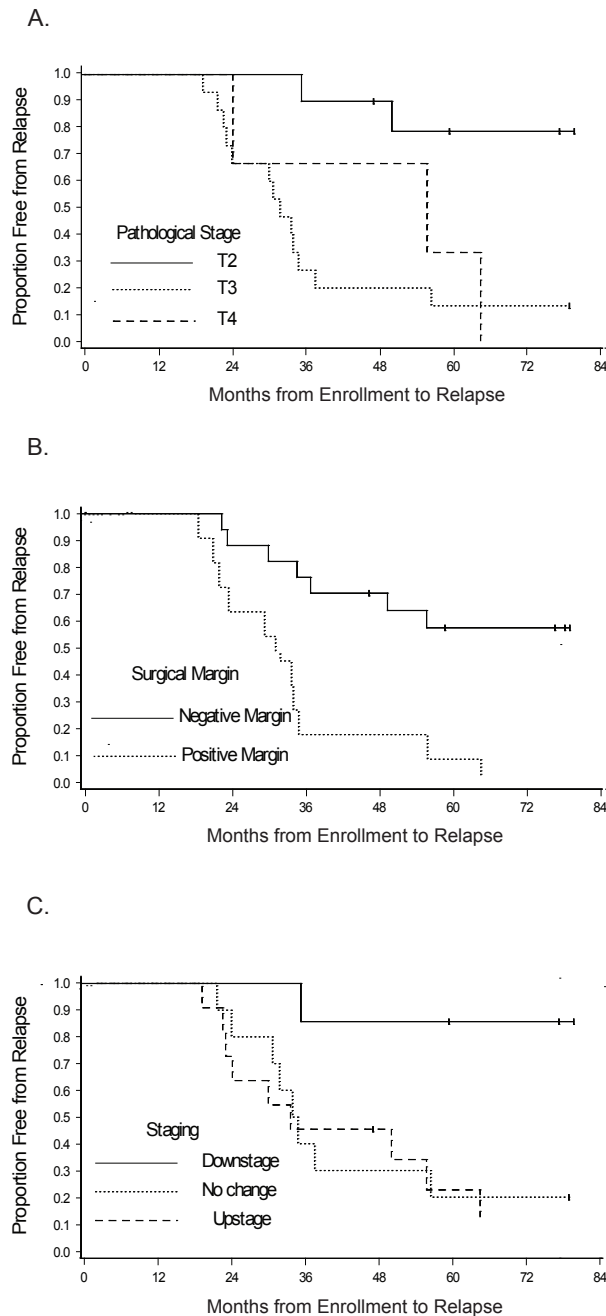 A.
1.0
0.9
0.8
0.7
0.6
0.5
0.4
0.3
0.2
0.1
0.0
Proportion Free from Relapse
Pathological Stage
T2
T3
T4
0 12 24 36 48 60 72 84
Months from Enrollment to Relapse
B.
1.0
0.9
0.8
0.7
0.6
0.5
0.4
0.3
0.2
0.1
0.0
Proportion Free from Relapse
Surgical Margin
Negative Margin
Positive Margin
0 12 24 36 48 60 72 84
Months from Enrollment to Relapse
C.
1.0
0.9
0.8
0.7
0.6
0.5
0.4
0.3
0.2
0.1
0.0
Proportion Free from Relapse
Staging
Downstage
No change
Upstage
0 12 24 36 48 60 72 84
Months from Enrollment to Relapse